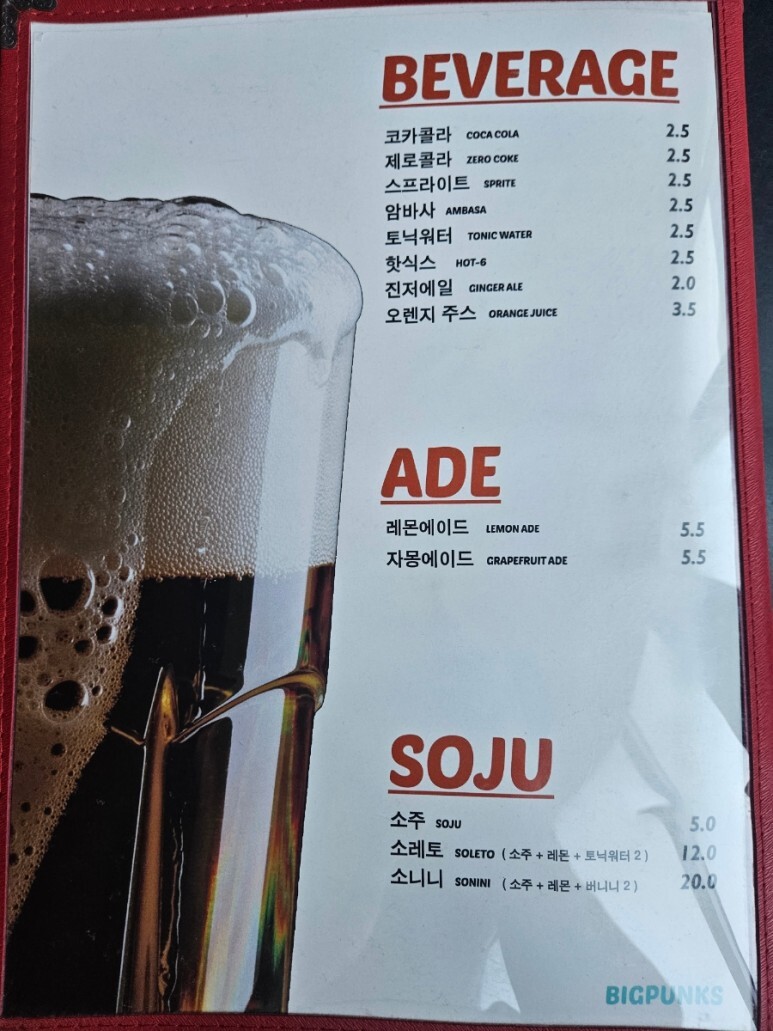 BEVERAGE
코카콜라 COCA COLA 2.5
제로콜라 ZERO COKE 2.5
스프라이트 SPRITE 2.5
암바사 AMBASA 2.5
토닉워터 TONIC WATER 2.5
핫식스 HOT-6 2.5
진저에일 GINGER ALE 2.0
오렌지 주스 ORANGE JUICE 3.5
ADE
레몬에이드 LEMON ADE 5.5
자몽에이드 GRAPEFRUIT ADE 5.5
SOJU
소주 SOJU 5.0
소레토 SOLETO ( 소주 + 레몬 + 토닉워터 2 ) 12.0
소니니 SONINI ( 소주 + 레몬 + 버니니 2 ) 20.0
BIGPUNKS